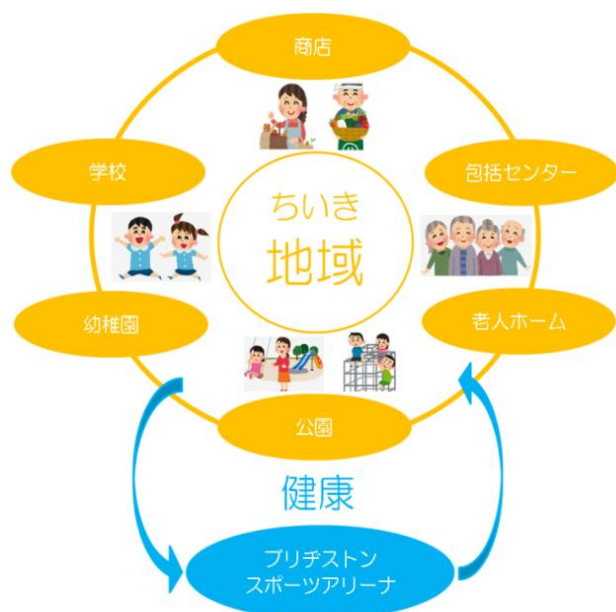 商店
学校
包括センター
ちいき
地域
幼稚園
老人ホーム
公園
健康
ブリヂストン
スポーツアリーナ